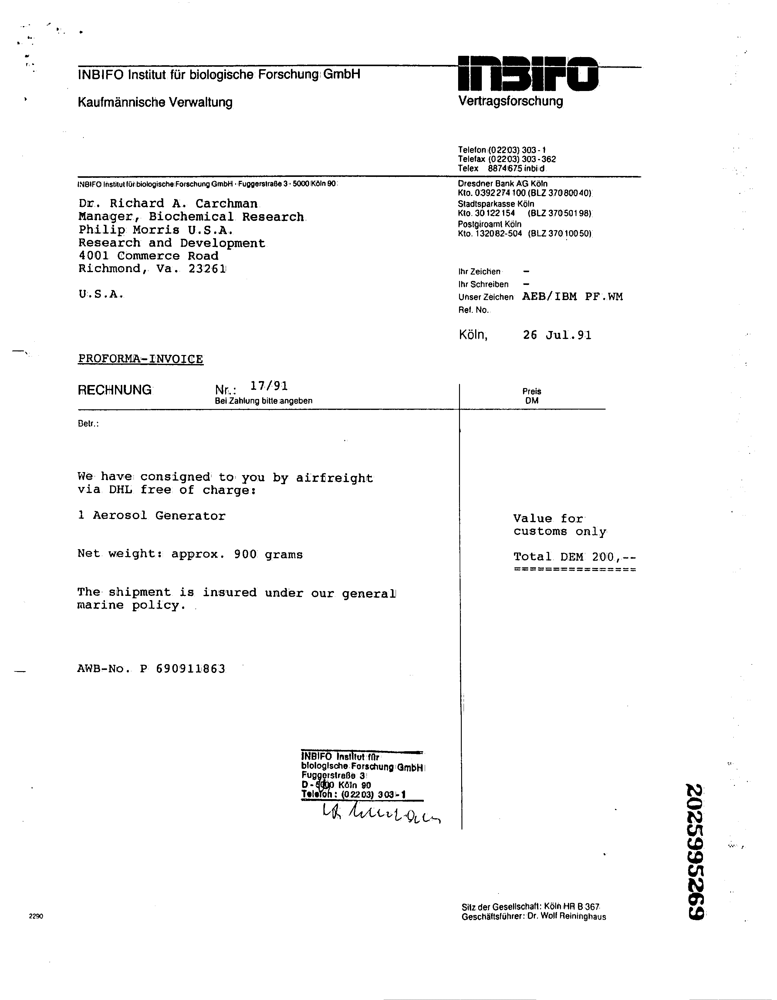 INBIFO Institut für biologische Forschung GmbH
Kaufmännische Verwaltung
INBIFO
Vertragsforschung
Telefon (02203) 303-1
Telefax (02203) 303-362
Telex 8874675 inbi d
INBIFO Institut für biologische Forschung GmbH · Fuggerstraße 3 · 5000 Köln 90
Dresdner Bank AG Köln
Kto. 0392274100 (BLZ 37080040)
Stadtsparkasse Köln
Kto. 30122154 (BLZ 37050198)
Postgiroamt Köln
Kto. 132082-504 (BLZ 37010050)
Dr. Richard A. Carchman
Manager, Biochemical Research
Philip Morris U.S.A.
Research and Development
4001 Commerce Road
Richmond, Va. 23261
U.S.A.
Ihr Zeichen –
Ihr Schreiben –
Unser Zeichen AEB/IBM PF.WM
Ref. No.
Köln, 26 Jul.91
PROFORMA-INVOICE
RECHNUNG Nr.: 17/91
Bei Zahlung bitte angeben
Preis
DM
Betr.:
We have consigned to you by airfreight
via DHL free of charge:
1 Aerosol Generator
Value for
customs only
Net weight: approx. 900 grams
Total DEM 200,--
================
The shipment is insured under our general
marine policy.
AWB-No. P 690911863
INBIFO Institut für
biologische Forschung GmbH
Fuggerstraße 3
D-5000 Köln 90
Telefon: (02203) 303-1
2025995269
Sitz der Gesellschaft: Köln HR B 367
Geschäftsführer: Dr. Wolf Reininghaus
2290